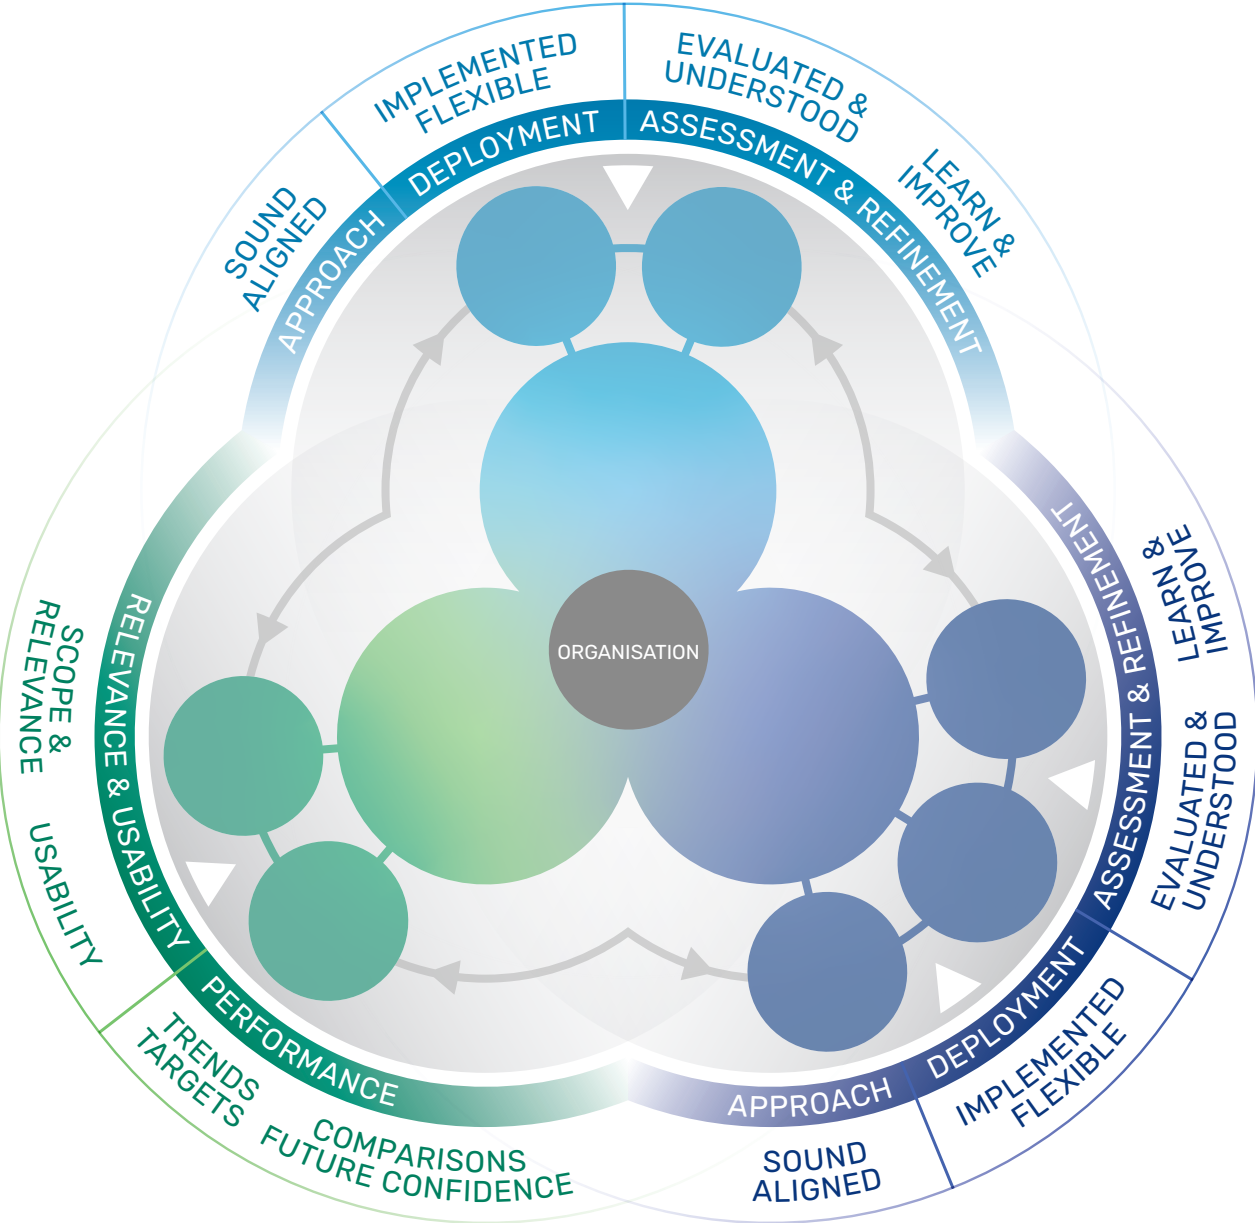 IMPLEMENTED
FLEXIBLE
EVALUATED &
UNDERSTOOD
DEPLOYMENT
ASSESSMENT & REFINEMENT
LEARN &
IMPROVE
SOUND
ALIGNED
APPROACH
ORGANISATION
ASSESSMENT & REFINEMENT
LEARN &
IMPROVE
EVALUATED &
UNDERSTOOD
DEPLOYMENT
IMPLEMENTED
FLEXIBLE
APPROACH
SOUND
ALIGNED
RELEVANCE & USABILITY
SCOPE &
RELEVANCE
USABILITY
PERFORMANCE
TRENDS
TARGETS
COMPARISONS
FUTURE CONFIDENCE